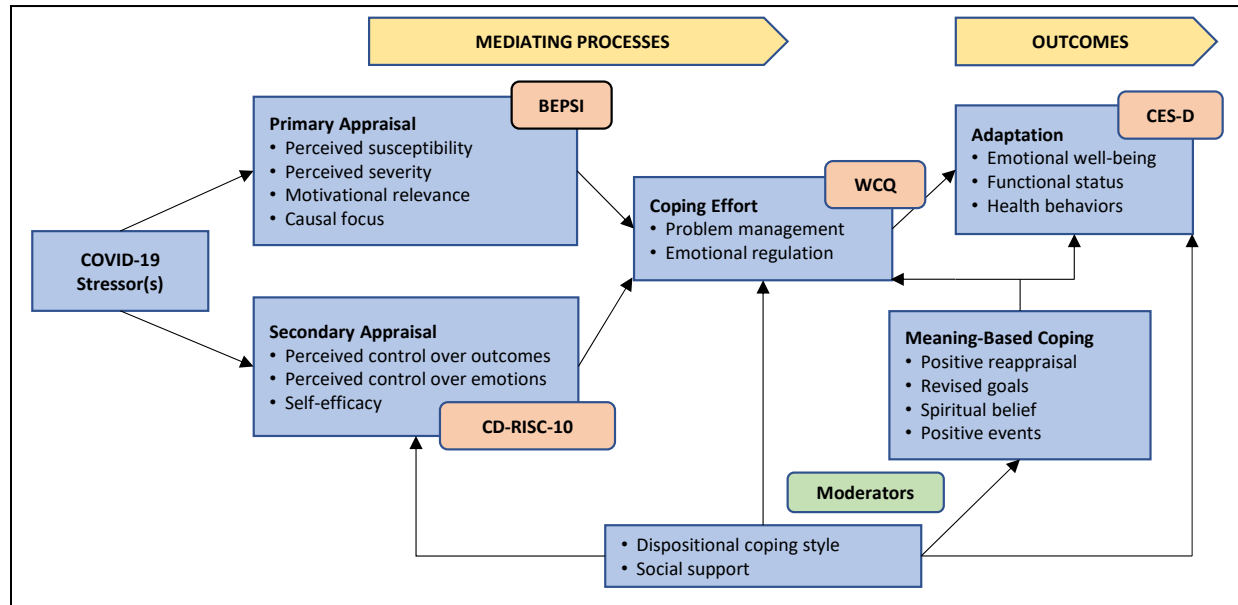 MEDIATING PROCESSES
OUTCOMES
BEPSI
Primary Appraisal
• Perceived susceptibility
• Perceived severity
• Motivational relevance
• Causal focus
CES-D
Adaptation
• Emotional well-being
• Functional status
• Health behaviors
WCQ
Coping Effort
• Problem management
• Emotional regulation
COVID-19
Stressor(s)
Secondary Appraisal
• Perceived control over outcomes
• Perceived control over emotions
• Self-efficacy
CD-RISC-10
Meaning-Based Coping
• Positive reappraisal
• Revised goals
• Spiritual belief
• Positive events
Moderators
• Dispositional coping style
• Social support